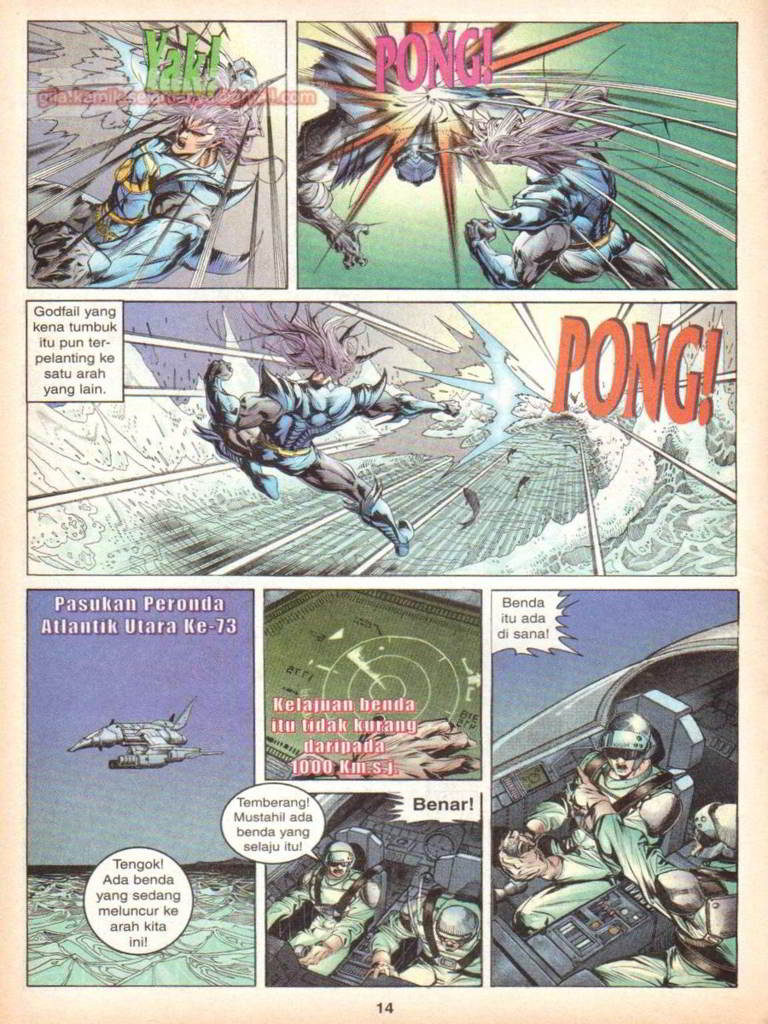 Yak!
PONG!
Godfail yang
kena tumbuk
itu pun ter-
pelanting ke
satu arah
yang lain.
PONG!
Pasukan Peronda
Atlantik Utara Ke-73
Tengok!
Ada benda
yang sedang
meluncur ke
arah kita
ini!
Kelajuan benda
itu tidak kurang
daripada
1000 Km.s.j.
Temberang!
Mustahil ada
benda yang
selaju itu!
Benar!
Benda
itu ada
di sana!
14